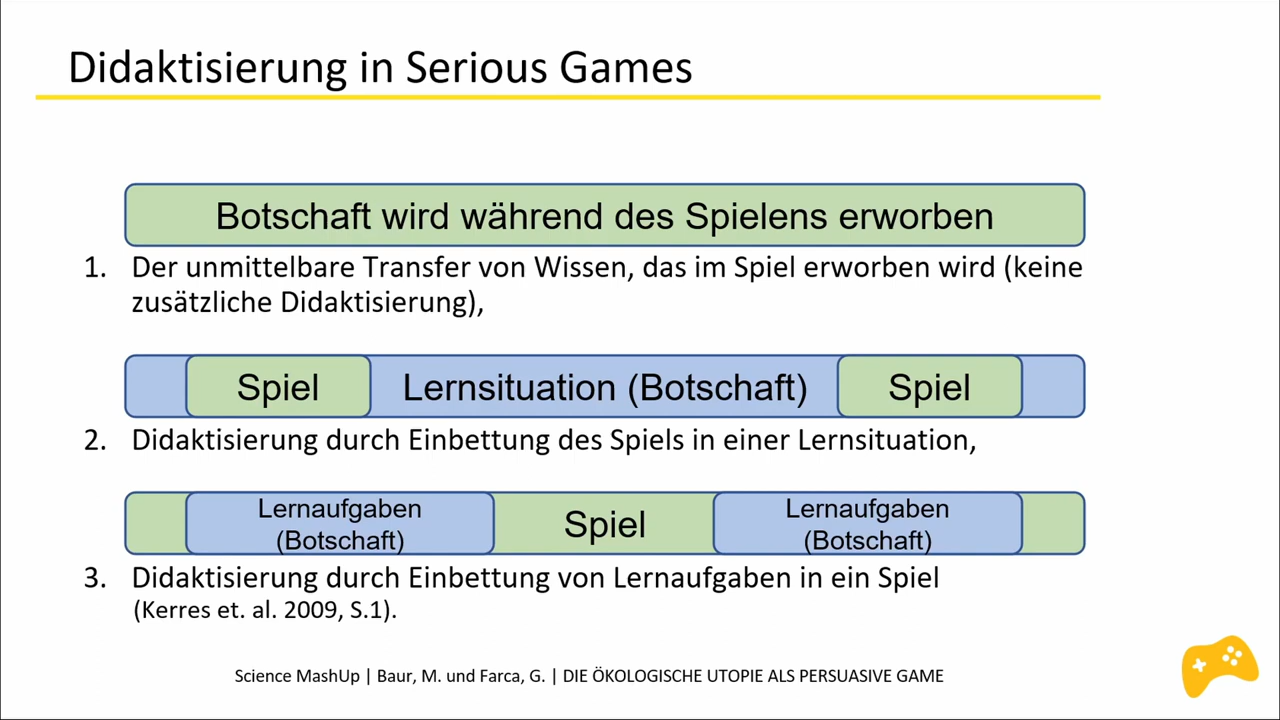 Didaktisierung in Serious Games
Botschaft wird während des Spielens erworben
1. Der unmittelbare Transfer von Wissen, das im Spiel erworben wird (keine
zusätzliche Didaktisierung),
Spiel Lernsituation (Botschaft) Spiel
2. Didaktisierung durch Einbettung des Spiels in einer Lernsituation,
Lernaufgaben
(Botschaft)
Spiel
Lernaufgaben
(Botschaft)
3. Didaktisierung durch Einbettung von Lernaufgaben in ein Spiel
(Kerres et. al. 2009, S.1).
Science MashUp | Baur, M. und Farca, G. | DIE ÖKOLOGISCHE UTOPIE ALS PERSUASIVE GAME